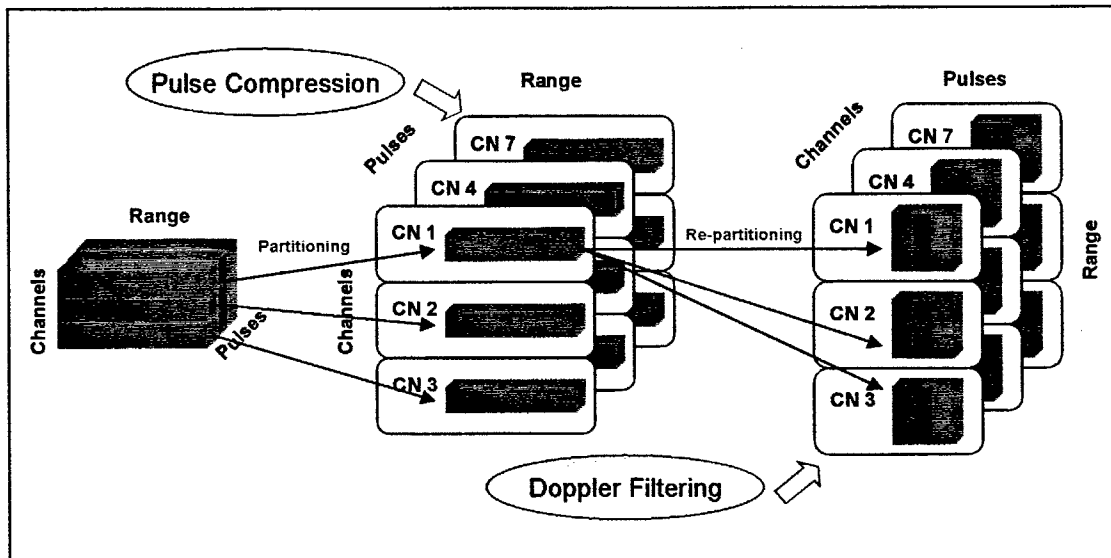 Pulse Compression
Range
Pulses
Pulses
Channels
CN 7
CN 7
CN 4
CN 4
Range
CN 1
CN 1
Partitioning
Re-partitioning
Channels
Pulses
Channels
CN 2
CN 2
Range
CN 3
CN 3
Doppler Filtering